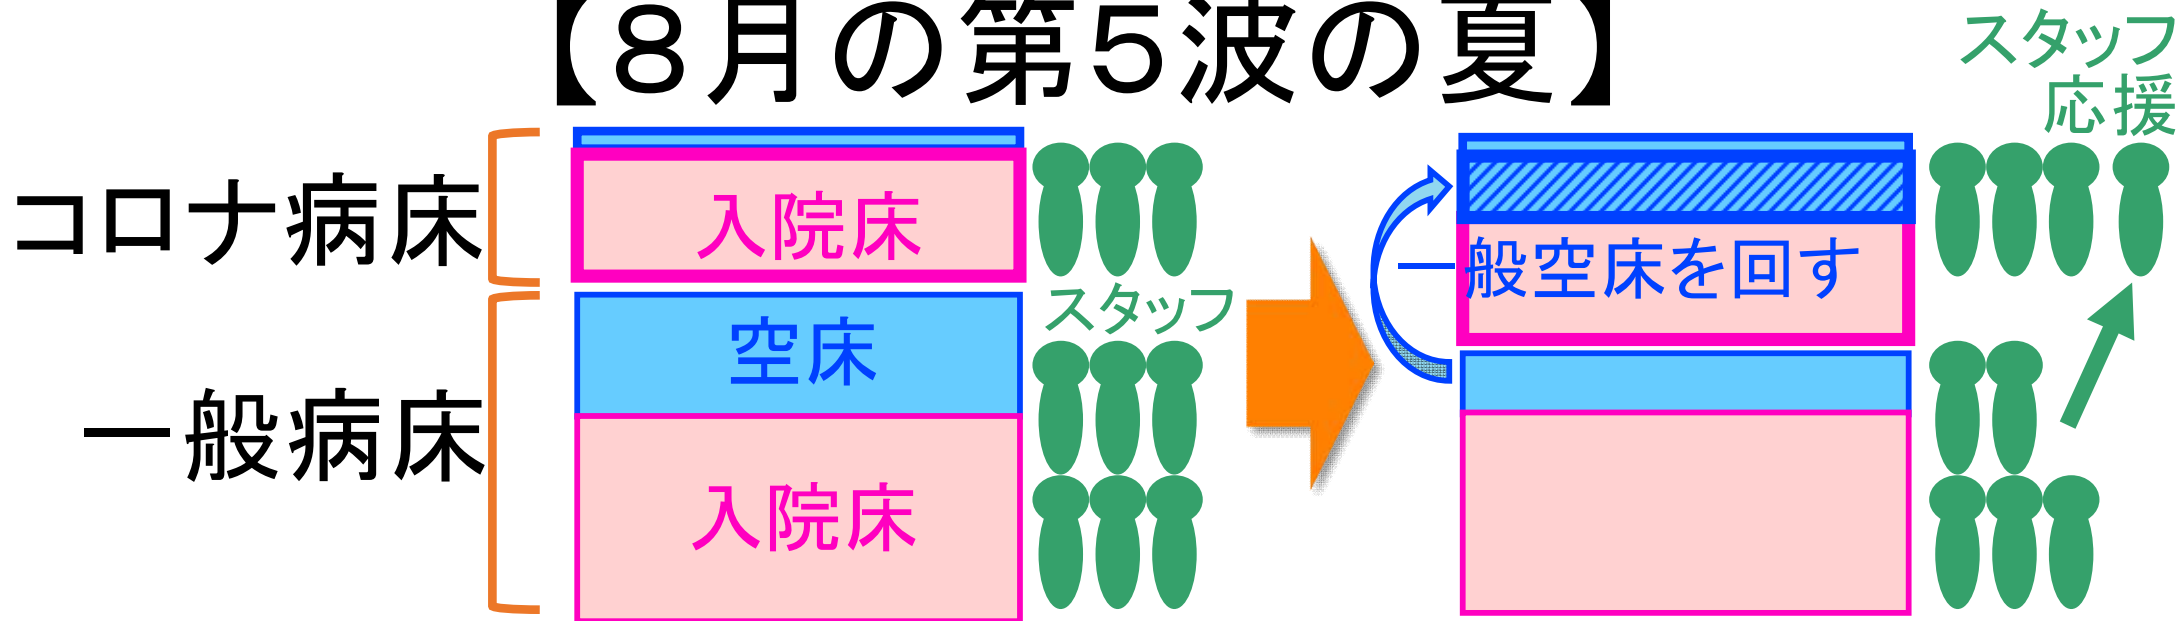 【８月の第５波の夏】
スタッフ
応援
コロナ病床
入院床
一般空床を回す
スタッフ
空床
一般病床
入院床